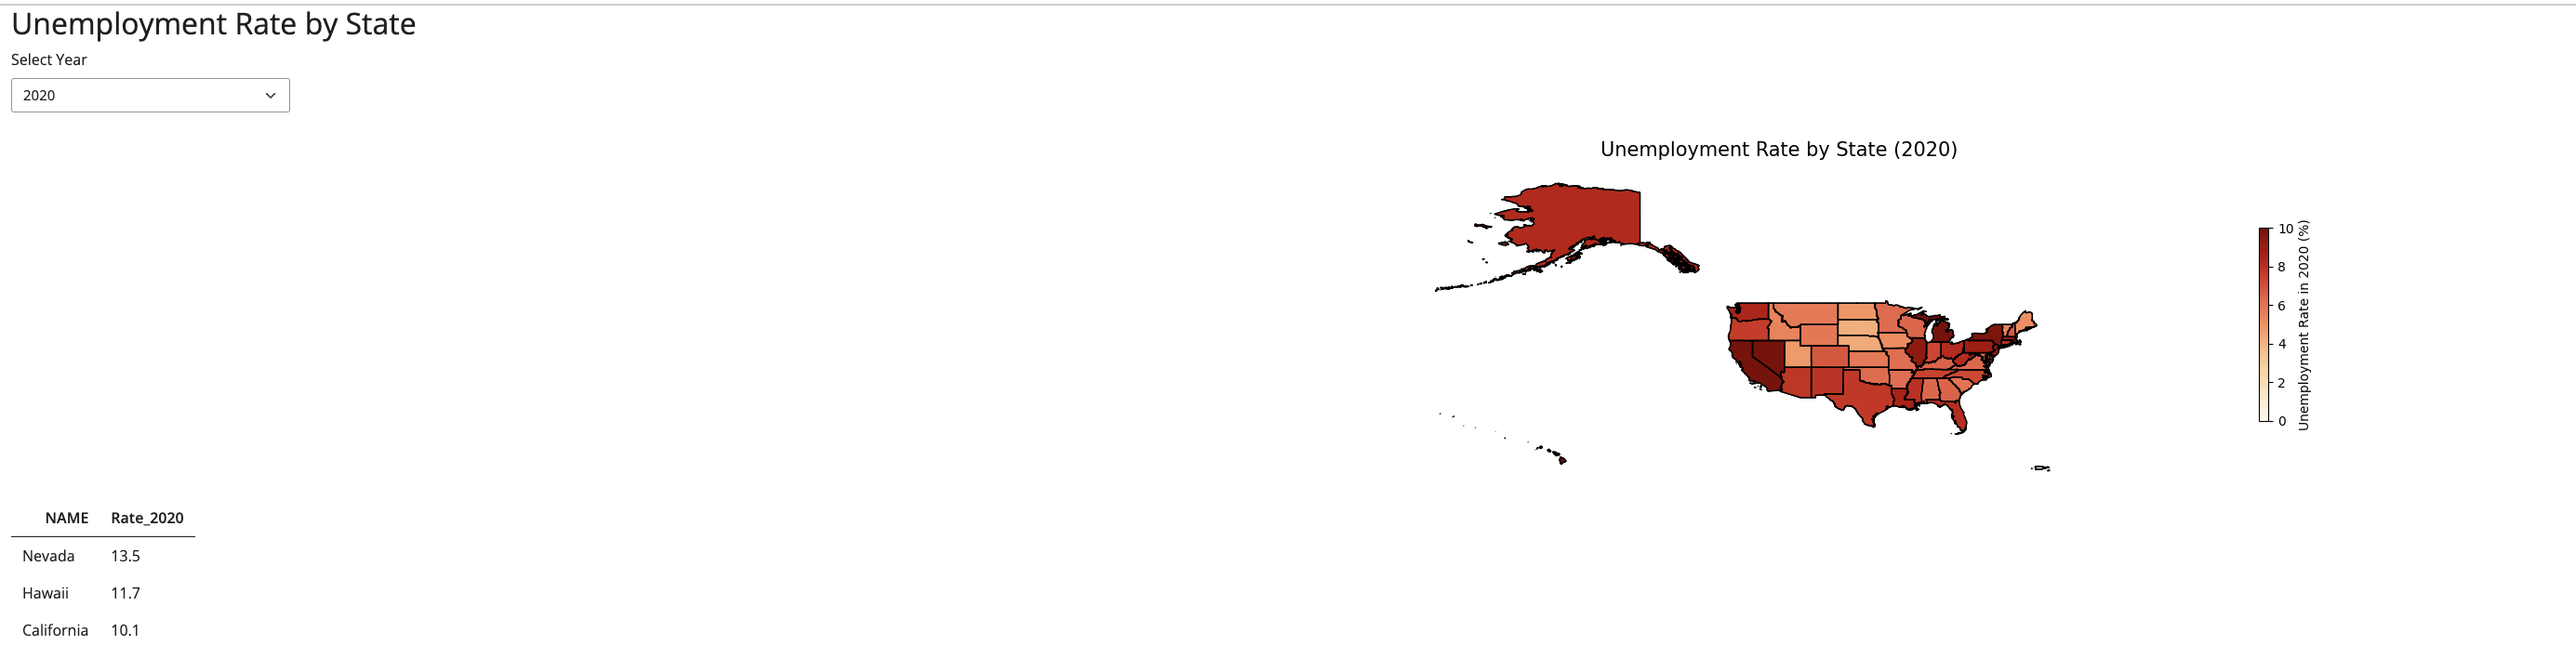 Unemployment Rate by State
Select Year
2020
Unemployment Rate by State (2020)
10
8
6
4
2
0
Unemployment Rate in 2020 (%)
NAME Rate_2020
Nevada 13.5
Hawaii 11.7
California 10.1